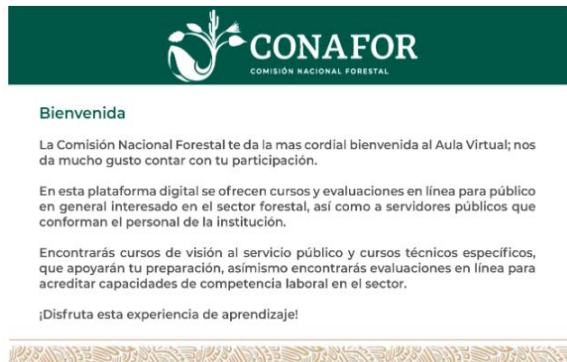 CONAFOR
COMISIÓN NACIONAL FORESTAL
Bienvenida
La Comisión Nacional Forestal te da la mas cordial bienvenida al Aula Virtual; nos
da mucho gusto contar con tu participación.
En esta plataforma digital se ofrecen cursos y evaluaciones en línea para público
en general interesado en el sector forestal, así como a servidores públicos que
conforman el personal de la institución.
Encontrarás cursos de visión al servicio público y cursos técnicos específicos,
que apoyarán tu preparación, asímismo encontrarás evaluaciones en línea para
acreditar capacidades de competencia laboral en el sector.
¡Disfruta esta experiencia de aprendizaje!